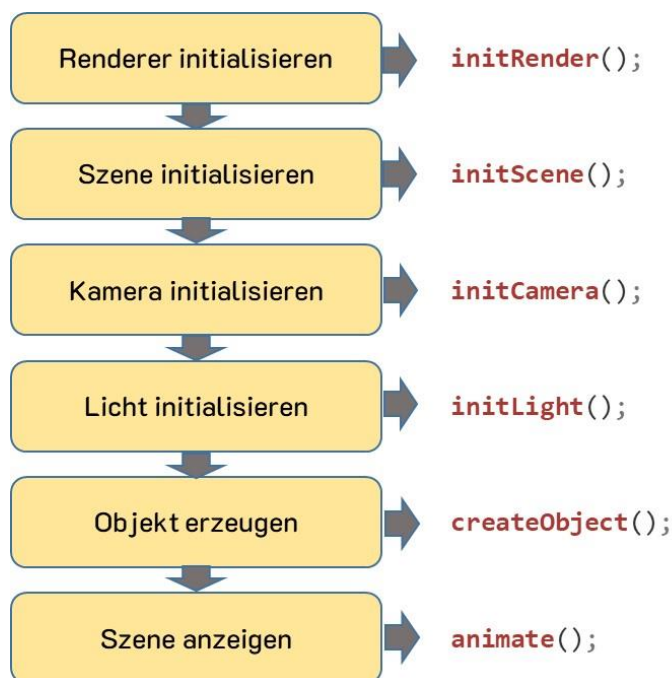 Renderer initialisieren initRender();
Szene initialisieren initScene();
Kamera initialisieren initCamera();
Licht initialisieren initLight();
Objekt erzeugen createObject();
Szene anzeigen animate();